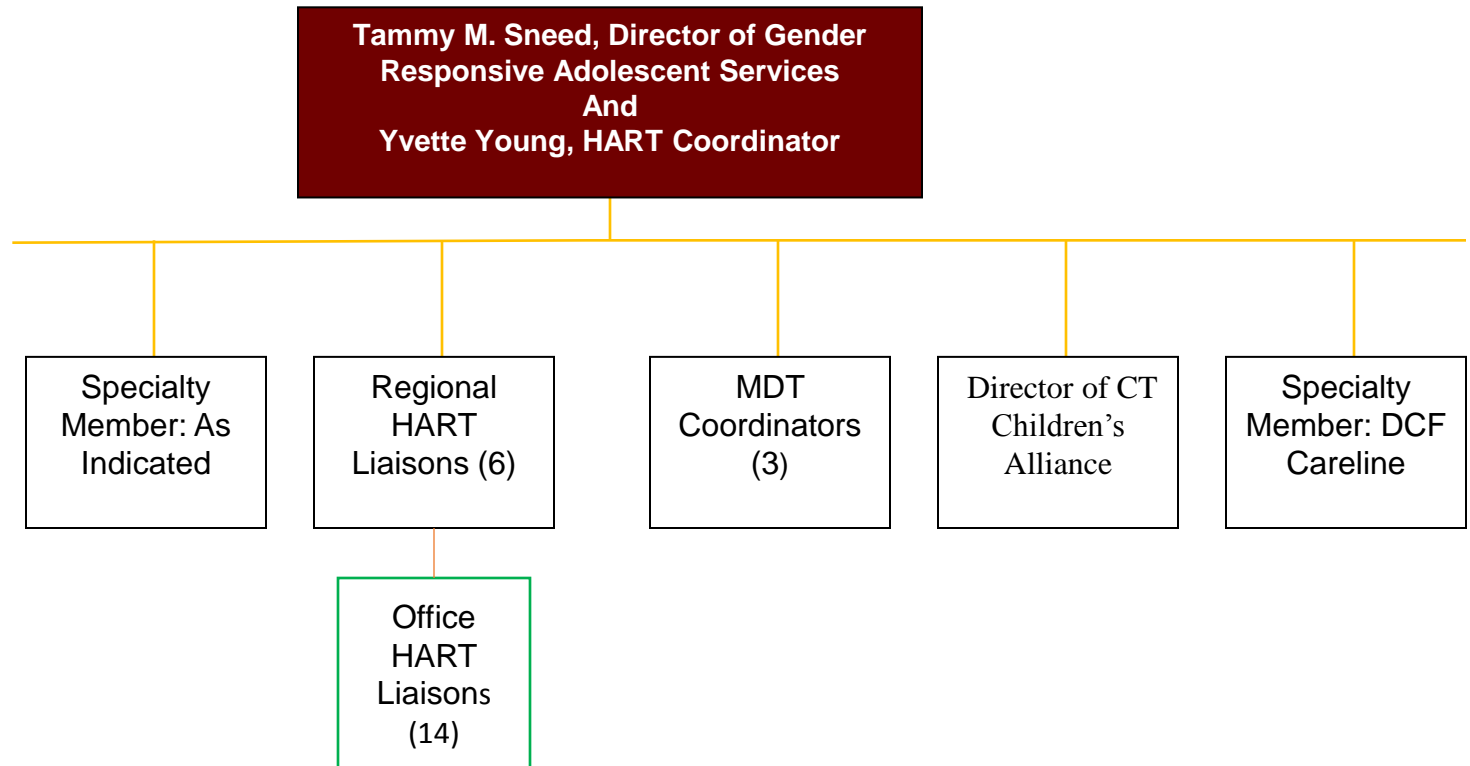 Tammy M. Sneed, Director of Gender
Responsive Adolescent Services
And
Yvette Young, HART Coordinator
Specialty
Member: As
Indicated
Regional
HART
Liaisons (6)
MDT
Coordinators
(3)
Director of CT
Children’s
Alliance
Specialty
Member: DCF
Careline
Office
HART
Liaisons
(14)